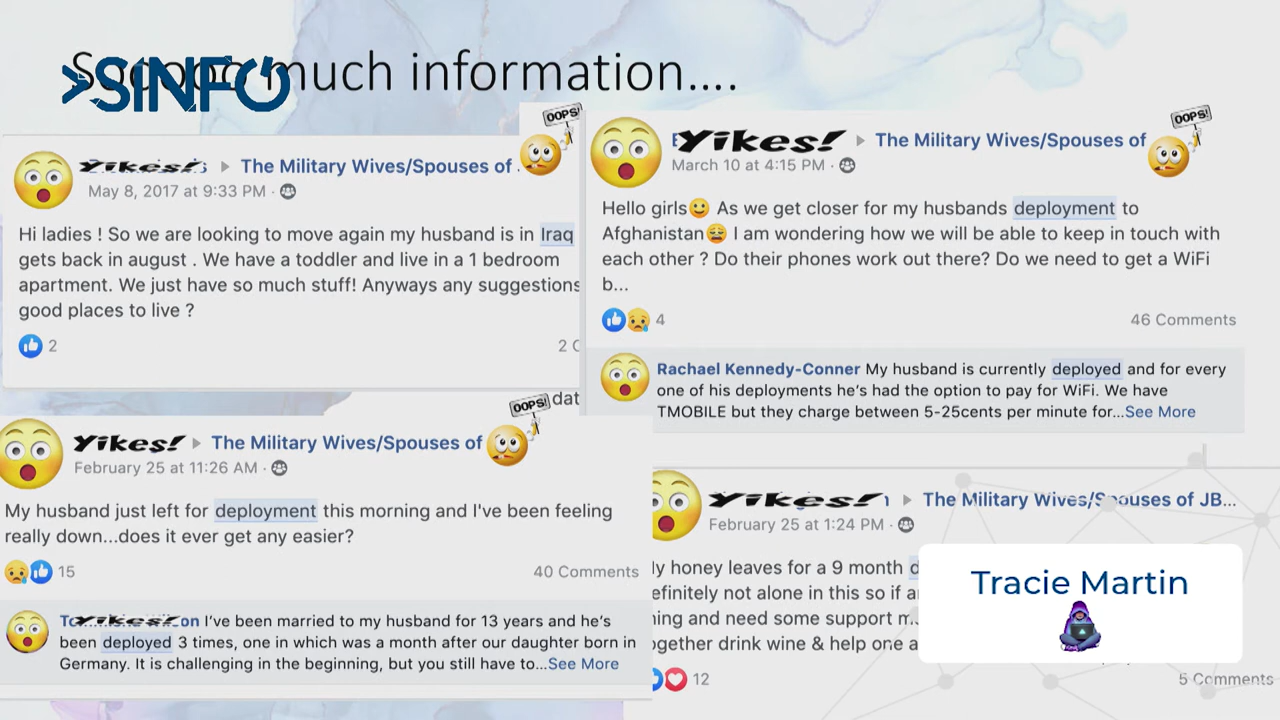 much information....
>SINFO
OOPS!
Yikes!
The Military Wives/Spouses of
May 8, 2017 at 9:33 PM ·
Hi ladies ! So we are looking to move again my husband is in Iraq
gets back in august . We have a toddler and live in a 1 bedroom
apartment. We just have so much stuff! Anyways any suggestions
good places to live ?
2
2 C
OOPS!
Yikes!
The Military Wives/Spouses of
March 10 at 4:15 PM ·
Hello girls😀 As we get closer for my husbands deployment to
Afghanistan😩 I am wondering how we will be able to keep in touch with
each other ? Do their phones work out there? Do we need to get a WiFi
b...
4
46 Comments
Rachael Kennedy-Conner My husband is currently deployed and for every
one of his deployments he's had the option to pay for WiFi. We have
TMOBILE but they charge between 5-25cents per minute for...See More
dat
OOPS!
Yikes!
The Military Wives/Spouses of
February 25 at 11:26 AM ·
My husband just left for deployment this morning and I've been feeling
really down...does it ever get any easier?
15
40 Comments
Yikes! I've been married to my husband for 13 years and he's
been deployed 3 times, one in which was a month after our daughter born in
Germany. It is challenging in the beginning, but you still have to...See More
Yikes!
The Military Wives/Spouses of JB...
February 25 at 1:24 PM ·
honey leaves for a 9 month
not alone in this so if
and need some support
drink wine & help one
12
5 Comments
Tracie Martin